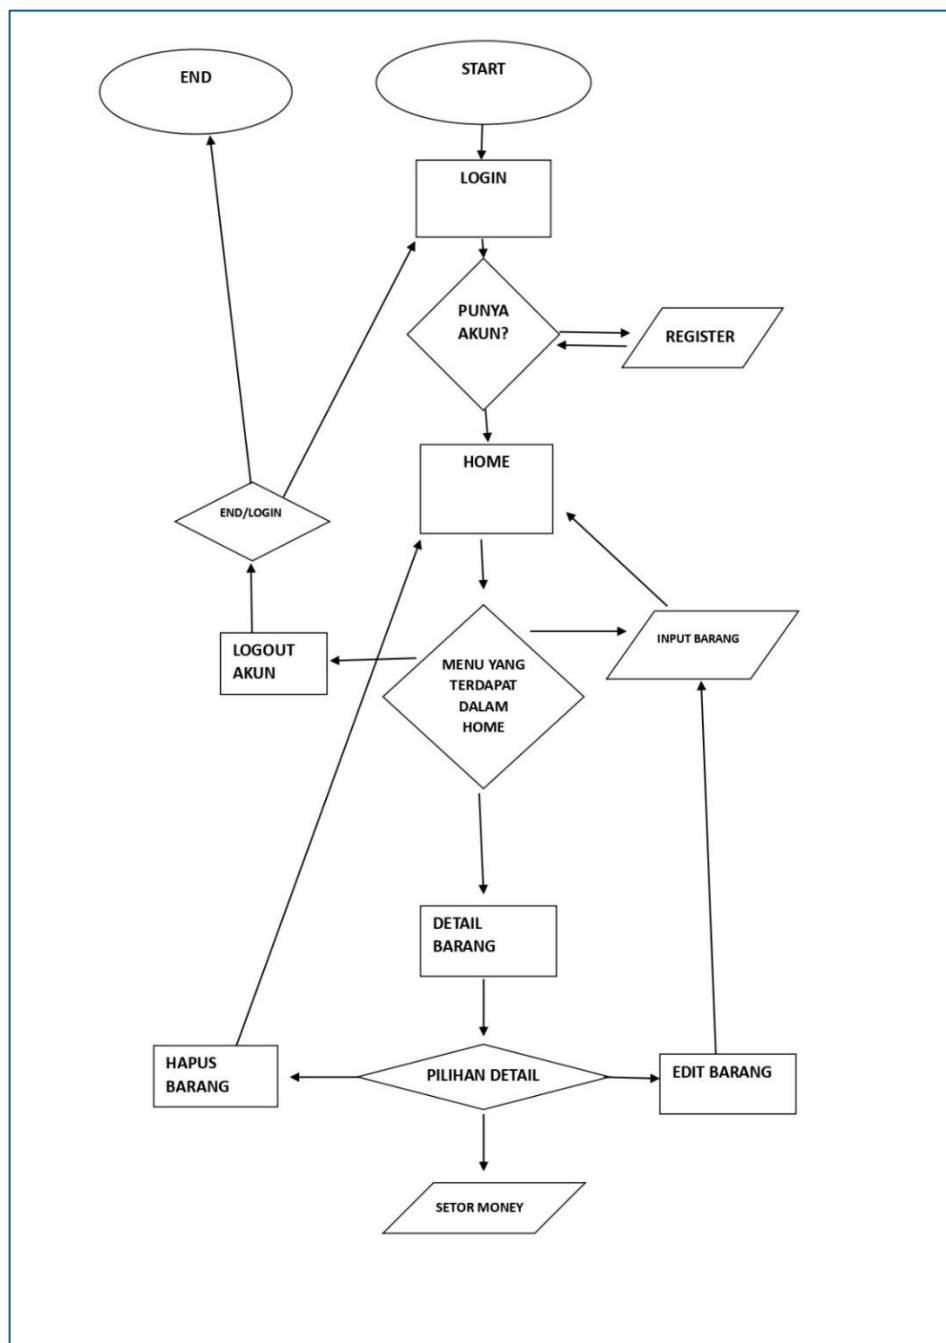 END
START
LOGIN
PUNYA
AKUN?
REGISTER
HOME
END/LOGIN
LOGOUT
AKUN
MENU YANG
TERDAPAT
DALAM
HOME
INPUT BARANG
DETAIL
BARANG
HAPUS
BARANG
PILIHAN DETAIL
EDIT BARANG
SETOR MONEY